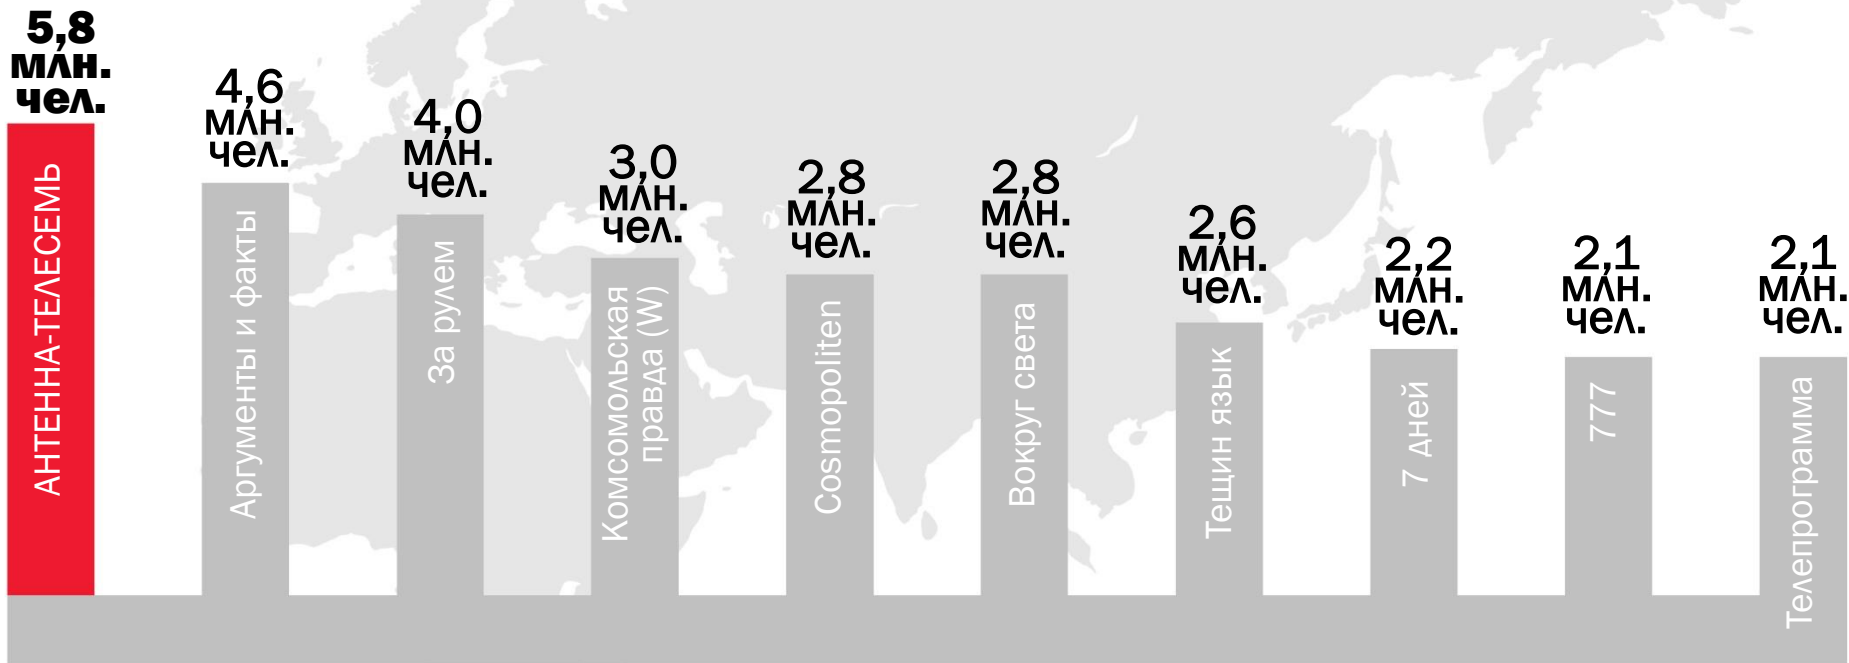 5,8
млн.
чел.
АНТЕННА-ТЕЛЕСЕМЬ
4,6
млн.
чел.
Аргументы и факты
4,0
млн.
чел.
За рулем
3,0
млн.
чел.
Комсомольская
правда (W)
2,8
млн.
чел.
Cosmopoliten
2,8
млн.
чел.
Вокруг света
2,6
млн.
чел.
Тещин язык
2,2
млн.
чел.
7 дней
2,1
млн.
чел.
777
2,1
млн.
чел.
Телепрограмма